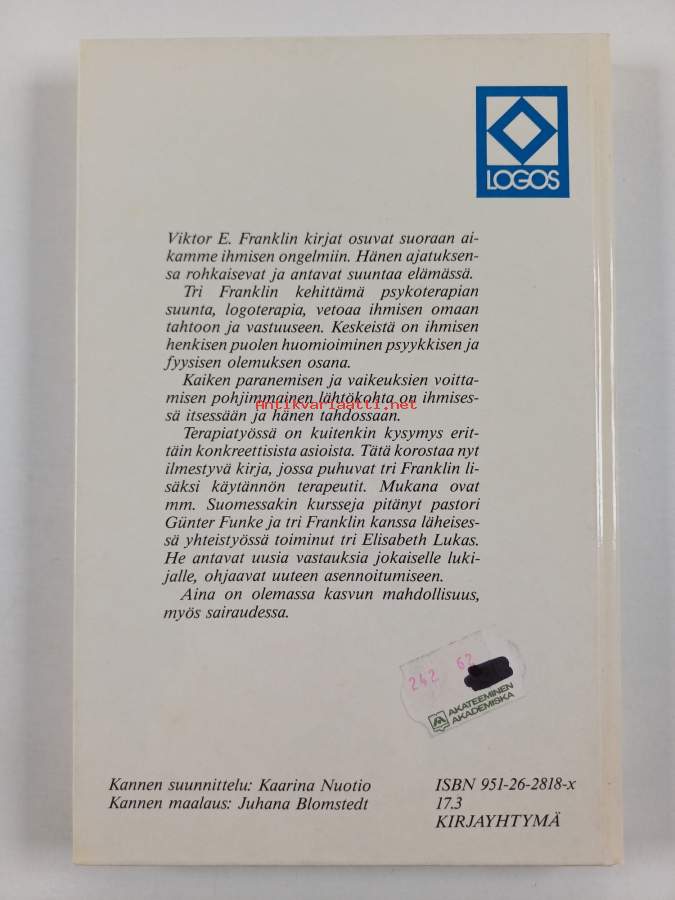 LOGOS
Viktor E. Franklin kirjat osuvat suoraan ai-
kamme ihmisen ongelmiin. Hänen ajatuksen-
sa rohkaisevat ja antavat suuntaa elämässä.
Tri Franklin kehittämä psykoterapian
suunta, logoterapia, vetoaa ihmisen omaan
tahtoon ja vastuuseen. Keskeistä on ihmisen
henkisen puolen huomioiminen psyykkisen ja
fyysisen olemuksen osana.
Kaiken paranemisen ja vaikeuksien voitta-
misen pohjimmainen lähtökohta on ihmises-
Antikvariaatti.net
sä itsessään ja hänen tahdossaan.
Terapiatyössä on kuitenkin kysymys erit-
täin konkreettisista asioista. Tätä korostaa nyt
ilmestyvä kirja, jossa puhuvat tri Franklin li-
säksi käytännön terapeutit. Mukana ovat
mm. Suomessakin kursseja pitänyt pastori
Günter Funke ja tri Franklin kanssa läheises-
sä yhteistyössä toiminut tri Elisabeth Lukas.
He antavat uusia vastauksia jokaiselle luki-
jalle, ohjaavat uuteen asennoitumiseen.
Aina on olemassa kasvun mahdollisuus,
myös sairaudessa.
242 62
AKATEEMINEN
AKADEMISKA
Kannen suunnittelu: Kaarina Nuotio
Kannen maalaus: Juhana Blomstedt
ISBN 951-26-2818-x
17.3
KIRJAYHTYMÄ